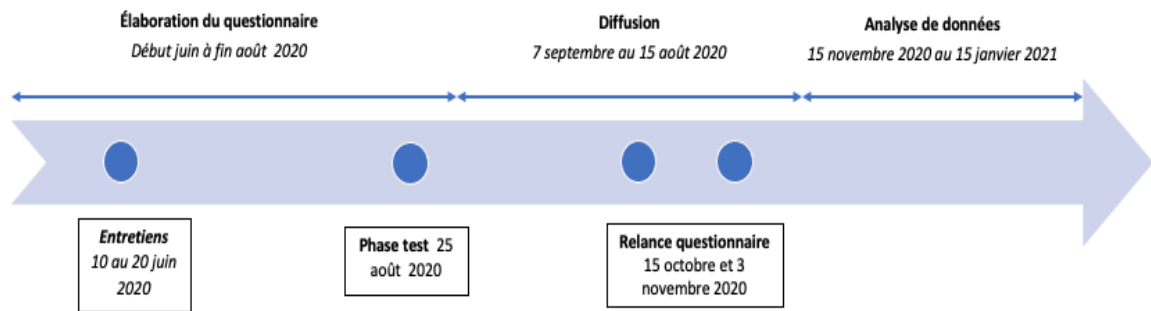 Élaboration du questionnaire
Début juin à fin août 2020
Diffusion
7 septembre au 15 août 2020
Analyse de données
15 novembre 2020 au 15 janvier 2021
Entretiens
10 au 20 juin
2020
Phase test 25
août 2020
Relance questionnaire
15 octobre et 3
novembre 2020